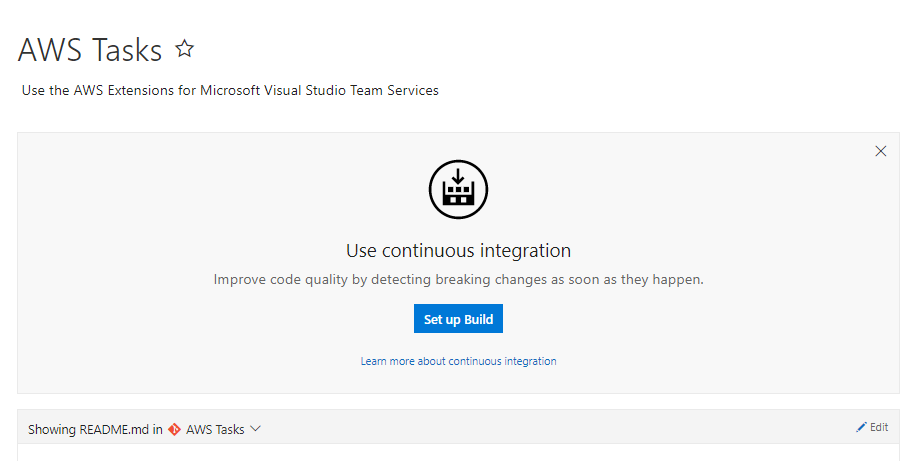 AWS Tasks
Use the AWS Extensions for Microsoft Visual Studio Team Services
Use continuous integration
Improve code quality by detecting breaking changes as soon as they happen.
Set up Build
Learn more about continuous integration
Showing README.md in AWS Tasks Edit